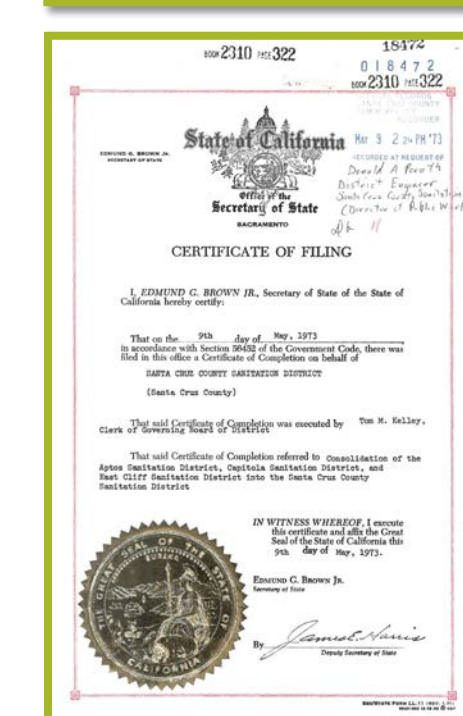 BOOK 2310 PAGE 322
18472
018472
BOOK 2310 PAGE 322
State of California
EDMUND G. BROWN JR.
SECRETARY OF STATE
MAY 9 2 24 PM '73
RECORDED AT REQUEST OF
Donald A Porath
District Engineer
Santa Cruz County Sanitation
(Director of Public Work
Office of the
Secretary of State
SACRAMENTO
CERTIFICATE OF FILING
I, EDMUND G. BROWN JR., Secretary of State of the State of
California hereby certify:
That on the 9th day of May, 1973
in accordance with Section 56452 of the Government Code, there was
filed in this office a Certificate of Completion on behalf of
SANTA CRUZ COUNTY SANITATION DISTRICT
(Santa Cruz County)
That said Certificate of Completion was executed by Tom M. Kelley,
Clerk of Governing Board of District
That said Certificate of Completion referred to Consolidation of the
Aptos Sanitation District, Capitola Sanitation District, and
East Cliff Sanitation District into the Santa Cruz County
Sanitation District
IN WITNESS WHEREOF, I execute
this certificate and affix the Great
Seal of the State of California this
9th day of May, 1973.
THE GREAT SEAL OF THE STATE OF CALIFORNIA
EUREKA
EDMUND G. BROWN JR.
Secretary of State
By James E. Harris
Deputy Secretary of State